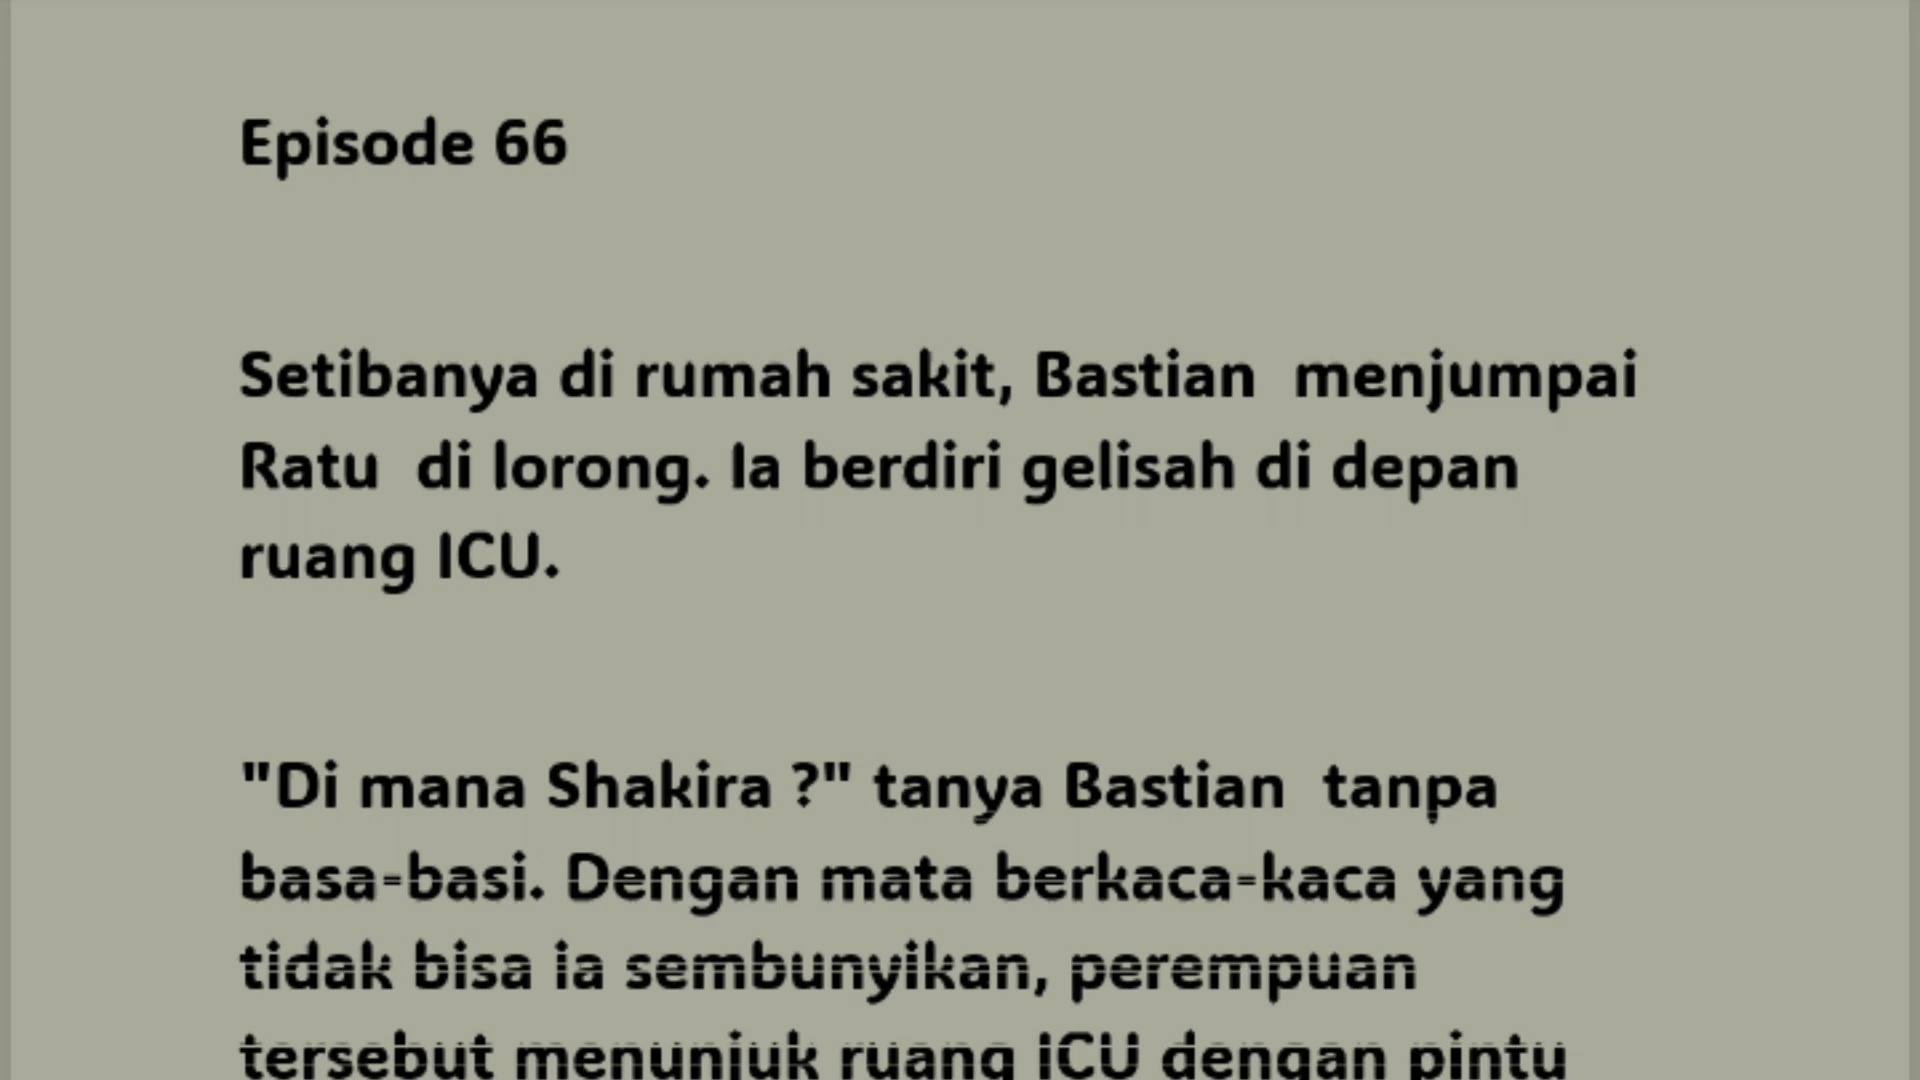 Episode 66
Setibanya di rumah sakit, Bastian  menjumpai
Ratu  di lorong. Ia berdiri gelisah di depan
ruang ICU.
"Di mana Shakira ?" tanya Bastian  tanpa
basa-basi. Dengan mata berkaca-kaca yang
tidak bisa ia sembunyikan, perempuan
tersebut menunjuk ruang ICU dengan pintu